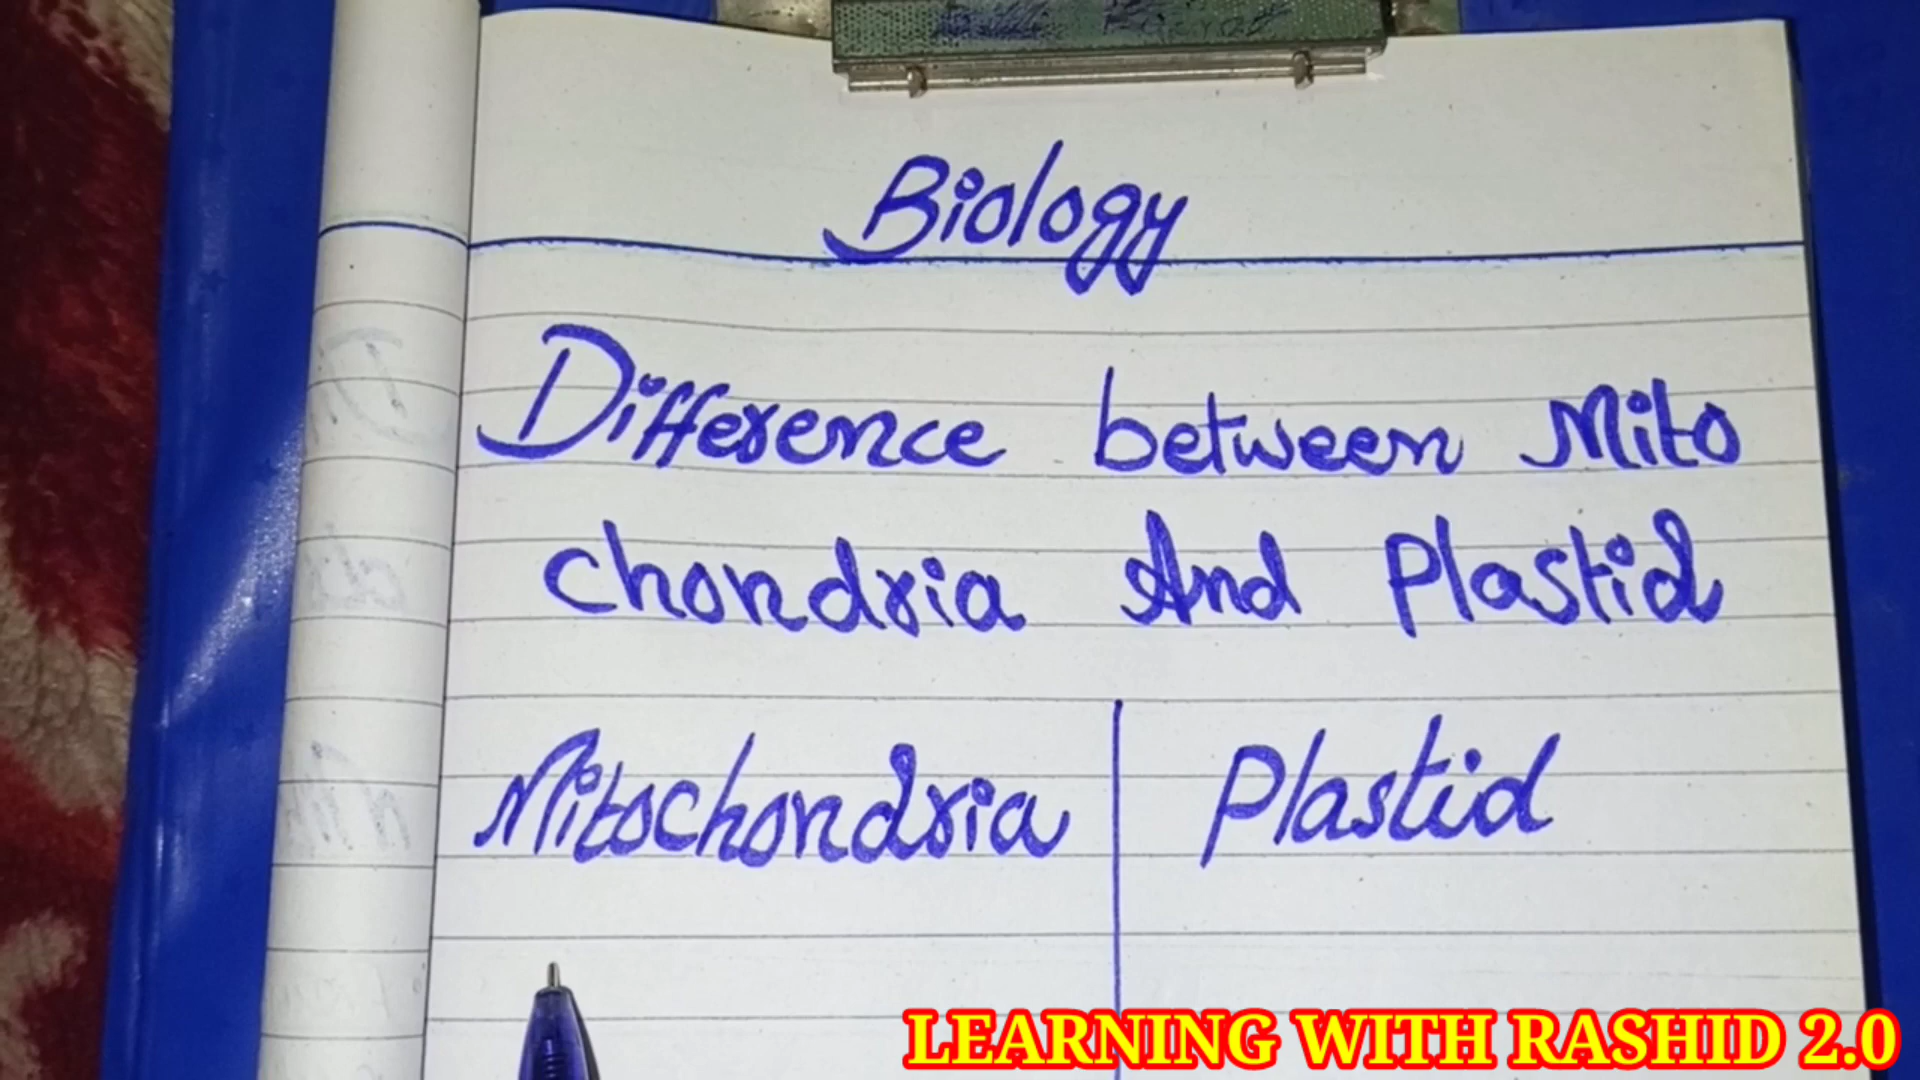 Biology
Difference between Mito
chondria And Plastid
Mitochondria Plastid
LEARNING WITH RASHID 2.0